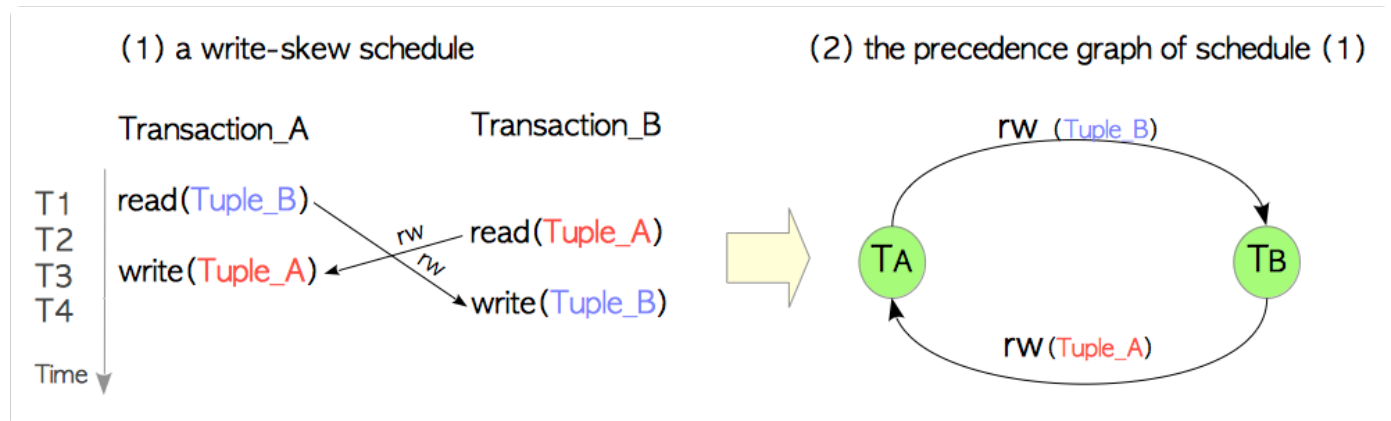 (1) a write-skew schedule
(2) the precedence graph of schedule (1)
Transaction_A
Transaction_B
T1
read(Tuple_B)
T2
rw
read(Tuple_A)
T3
write(Tuple_A)
rw
T4
write(Tuple_B)
Time
rw (Tuple_B)
TA
TB
rw (Tuple_A)